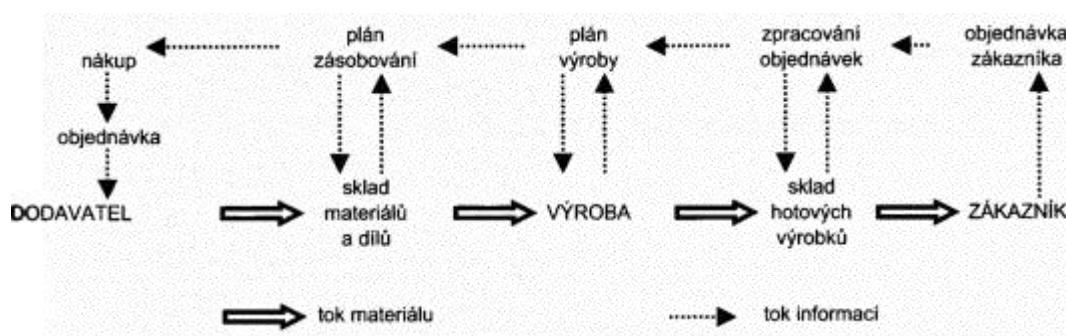 nákup
plán
zásobování
plán
výroby
zpracování
objednávek
objednávka
zákazníka
objednávka
DODAVATEL
sklad
materiálů
a dílů
VÝROBA
sklad
hotových
výrobků
ZÁKAZNÍK
tok materiálu
tok informací